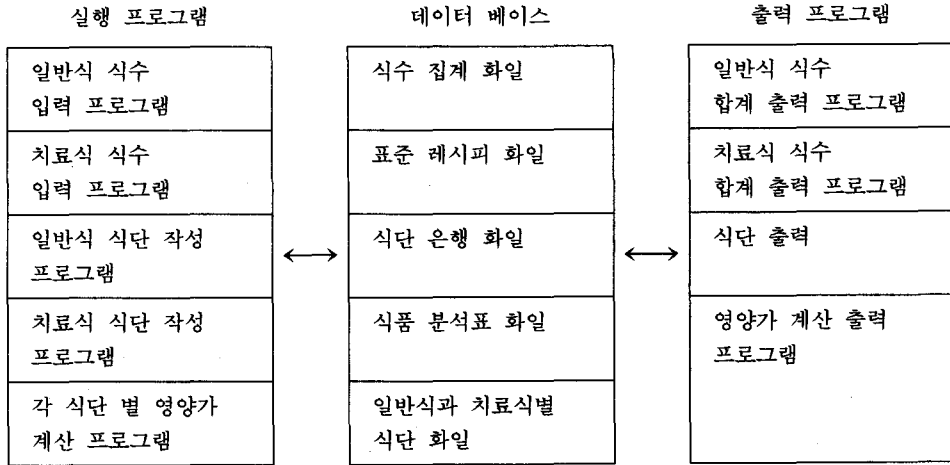 실행 프로그램
일반식 식수
입력 프로그램
치료식 식수
입력 프로그램
일반식 식단 작성
프로그램
치료식 식단 작성
프로그램
각 식단 별 영양가
계산 프로그램
데이터 베이스
식수 집계 화일
표준 레시피 화일
식단 은행 화일
식품 분석표 화일
일반식과 치료식별
식단 화일
출력 프로그램
일반식 식수
합계 출력 프로그램
치료식 식수
합계 출력 프로그램
식단 출력
영양가 계산 출력
프로그램